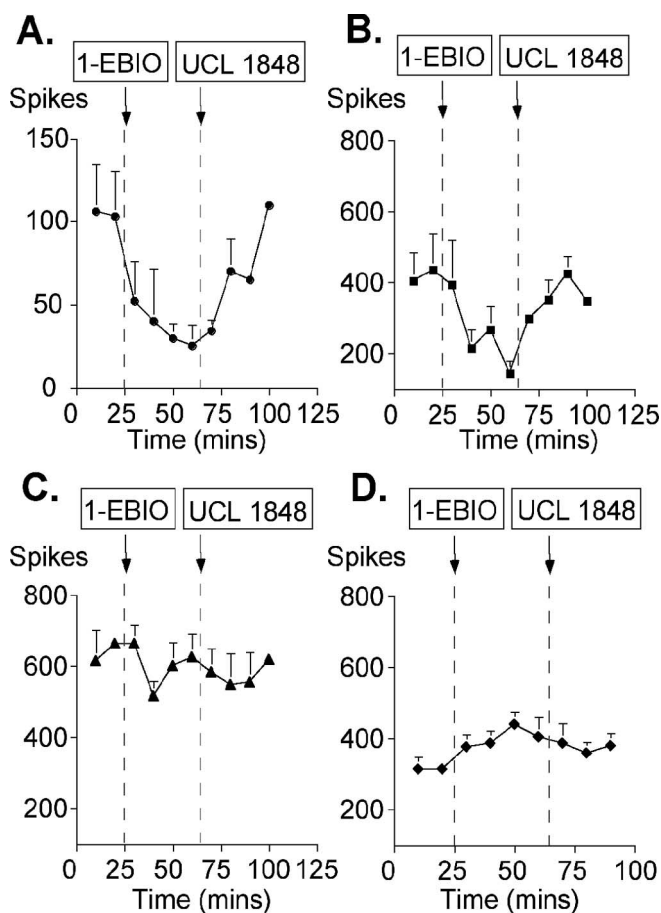 A.
1-EBIO UCL 1848
Spikes
150
100
50
0
0 25 50 75 100 125
Time (mins)
B.
1-EBIO UCL 1848
Spikes
800
600
400
200
0 25 50 75 100 125
Time (mins)
C.
1-EBIO UCL 1848
Spikes
800
600
400
200
0 25 50 75 100 125
Time (mins)
D.
1-EBIO UCL 1848
Spikes
800
600
400
200
0 25 50 75 100
Time (mins)